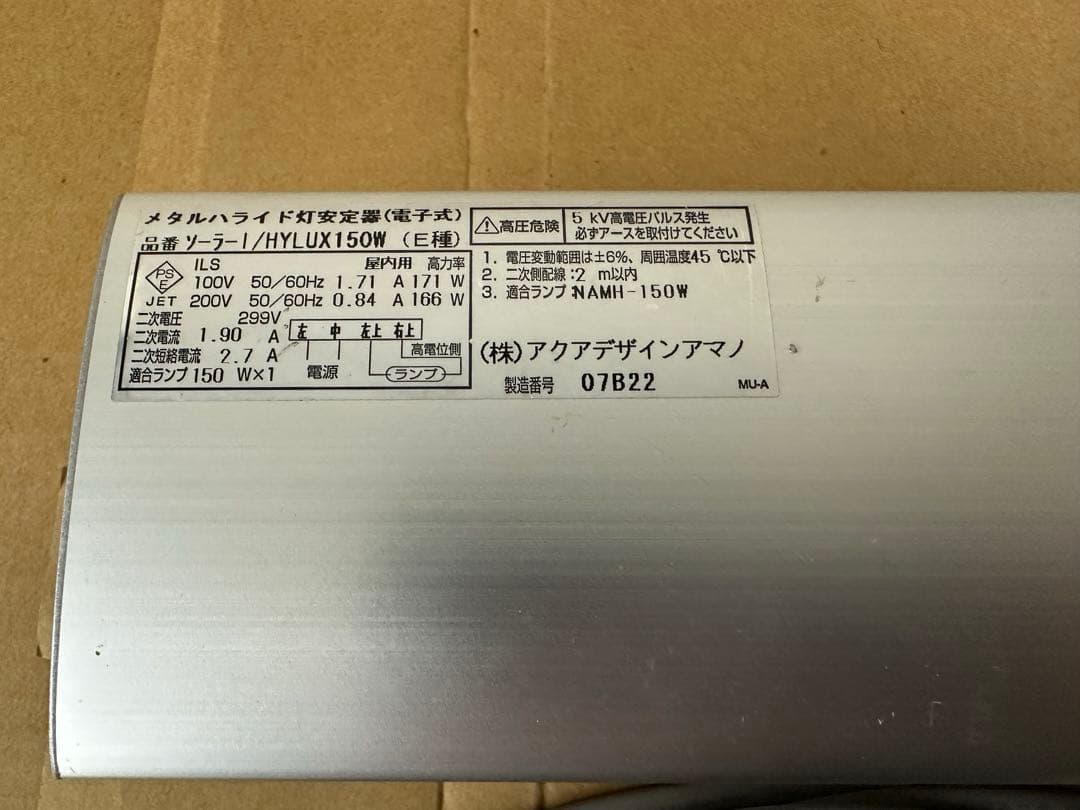 メタルハライド灯安定器(電子式)
品番 ソーラーI/HYLUX150W (E種)
PS
E
JET
ILS 屋内用 高力率
100V 50/60Hz 1.71 A 171 W
200V 50/60Hz 0.84 A 166 W
二次電圧 299V
二次電流 1.90 A
二次短絡電流 2.7 A
適合ランプ 150 W×1
左 中 左上 右上
高電位側
電源 ランプ
高圧危険
5 kV高電圧パルス発生
必ずアースを取付けてください
1. 電圧変動範囲は±6%、周囲温度45 ℃以下
2. 二次側配線:2 m以内
3. 適合ランプ:NAMH-150W
(株)アクアデザインアマノ
製造番号 07B22
MU-A